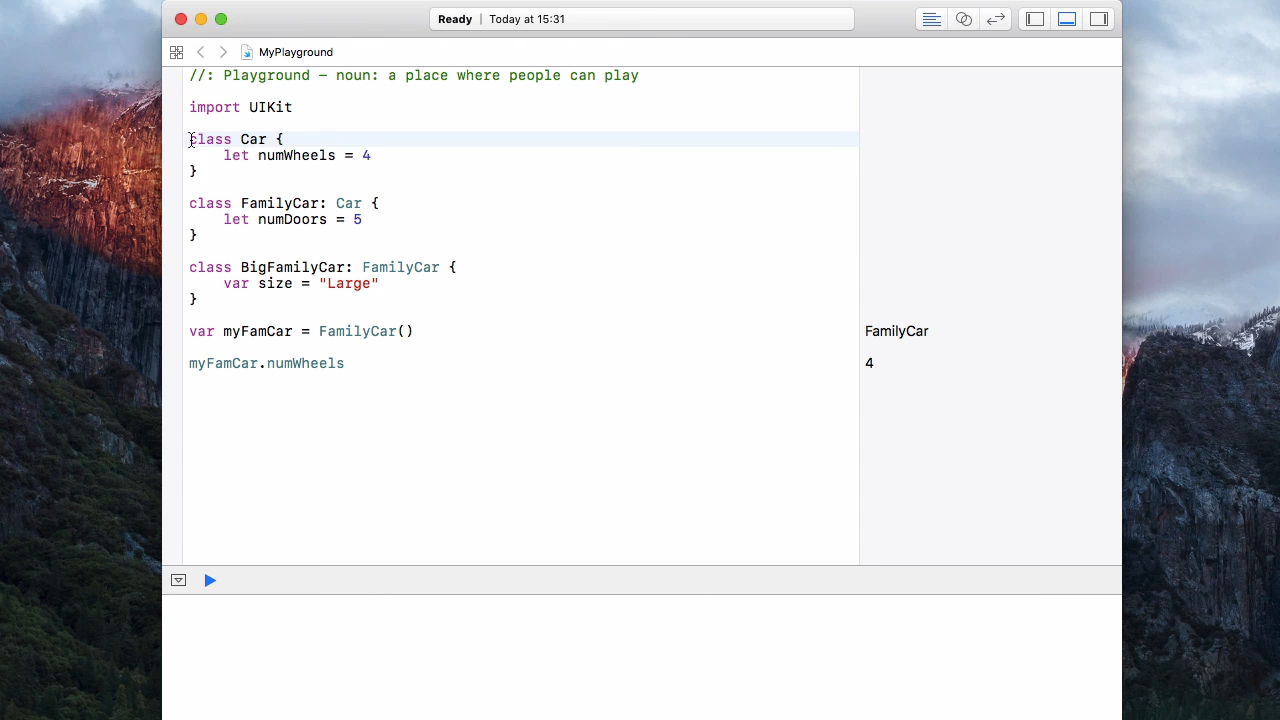 Ready | Today at 15:31
MyPlayground
//: Playground – noun: a place where people can play
import UIKit
class Car {
let numWheels = 4
}
class FamilyCar: Car {
let numDoors = 5
}
class BigFamilyCar: FamilyCar {
var size = "Large"
}
var myFamCar = FamilyCar() FamilyCar
myFamCar.numWheels 4